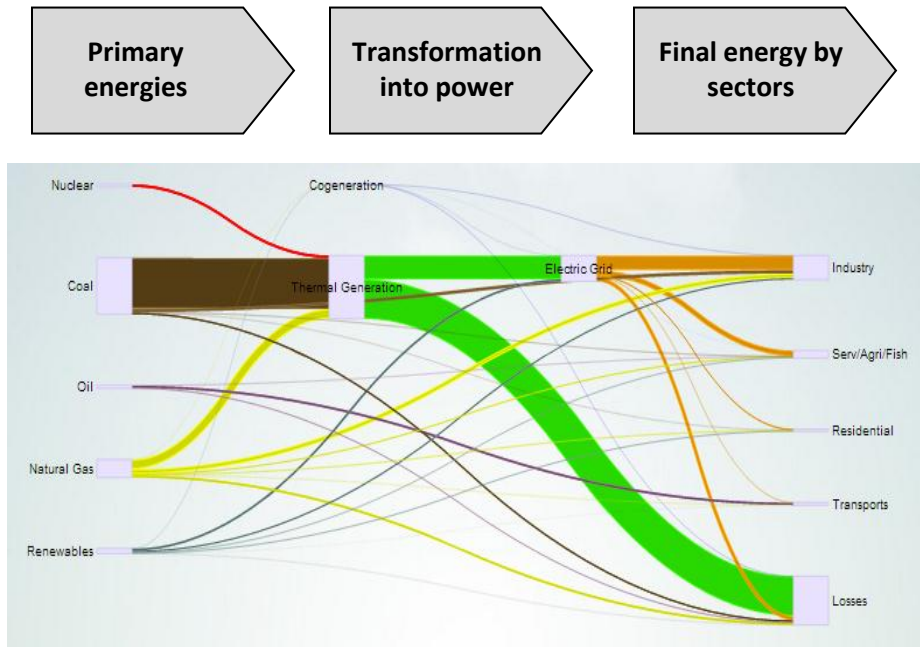 Primary
energies
Transformation
into power
Final energy by
sectors
Nuclear
Cogeneration
Coal
Thermal Generation
Electric Grid
Industry
Oil
Serv/Agri/Fish
Residential
Natural Gas
Transports
Renewables
Losses